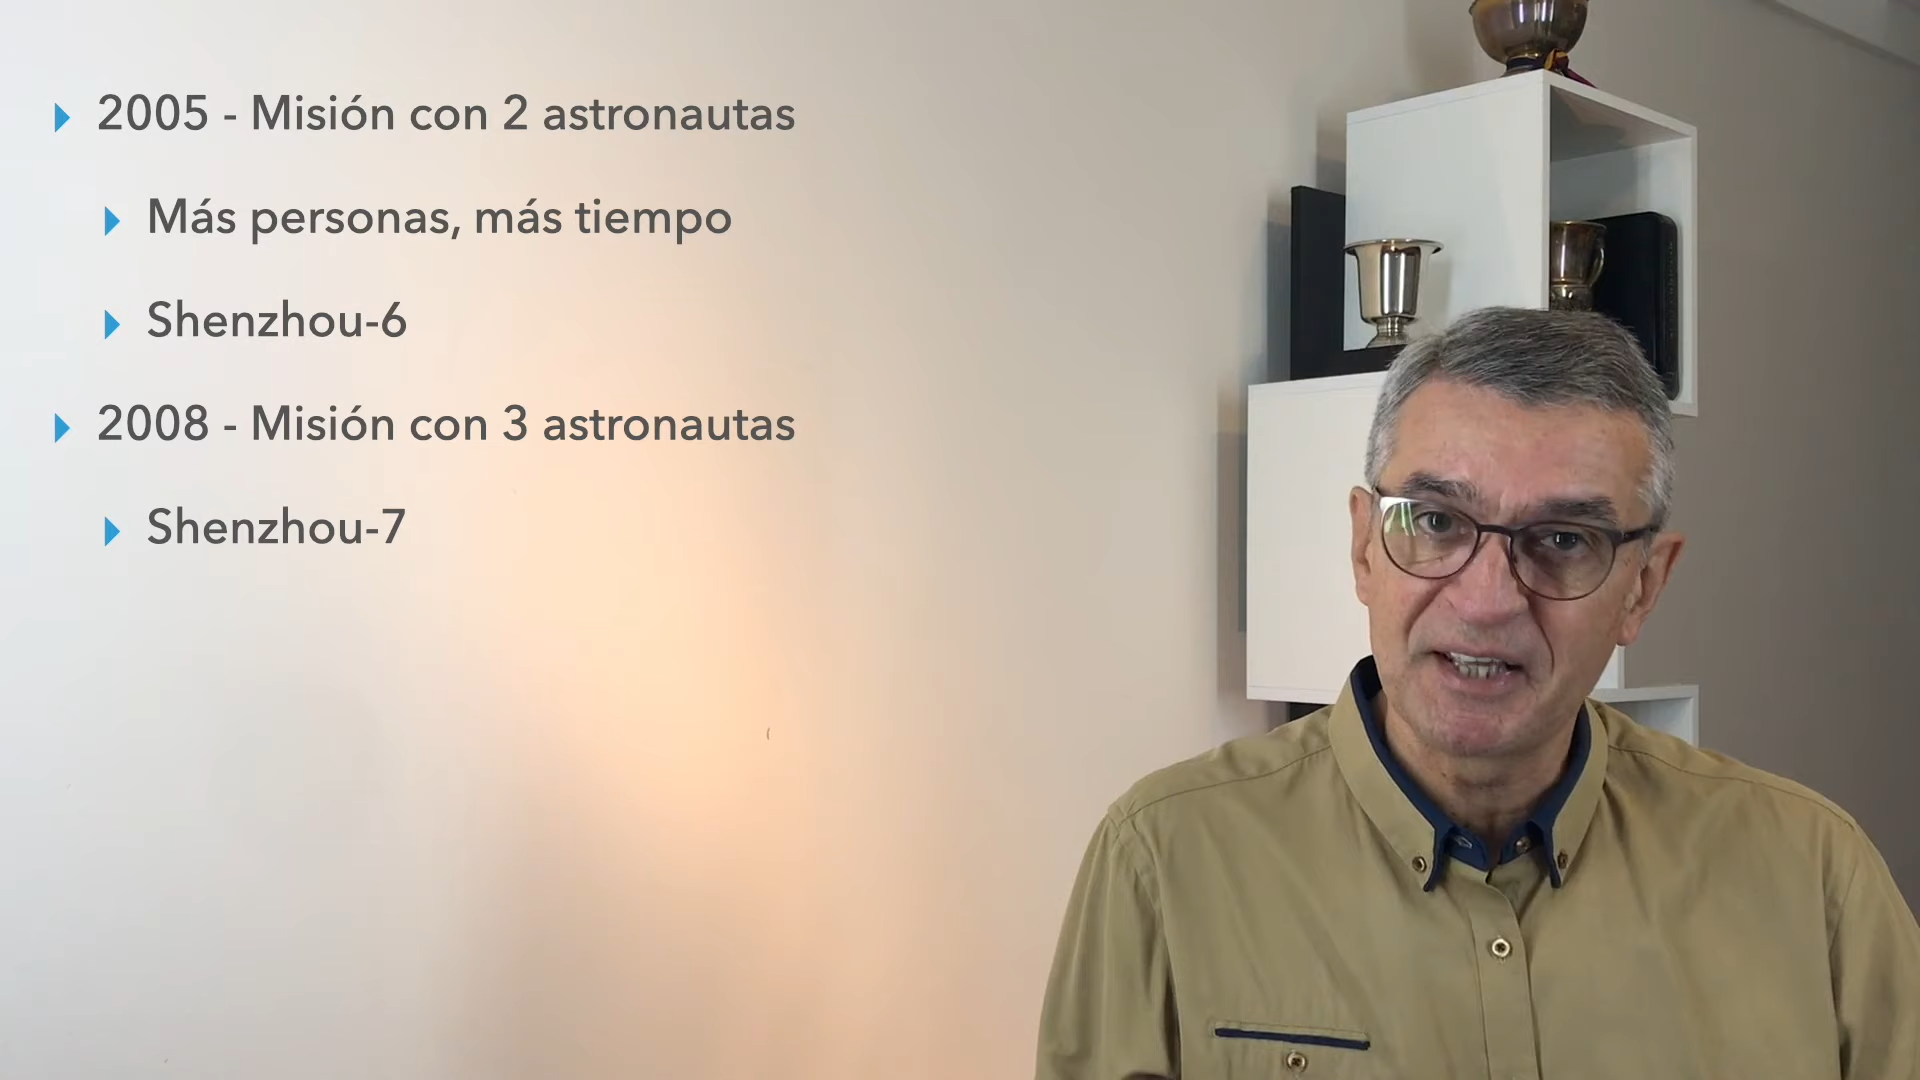 2005 - Misión con 2 astronautas
Más personas, más tiempo
Shenzhou-6
2008 - Misión con 3 astronautas
Shenzhou-7